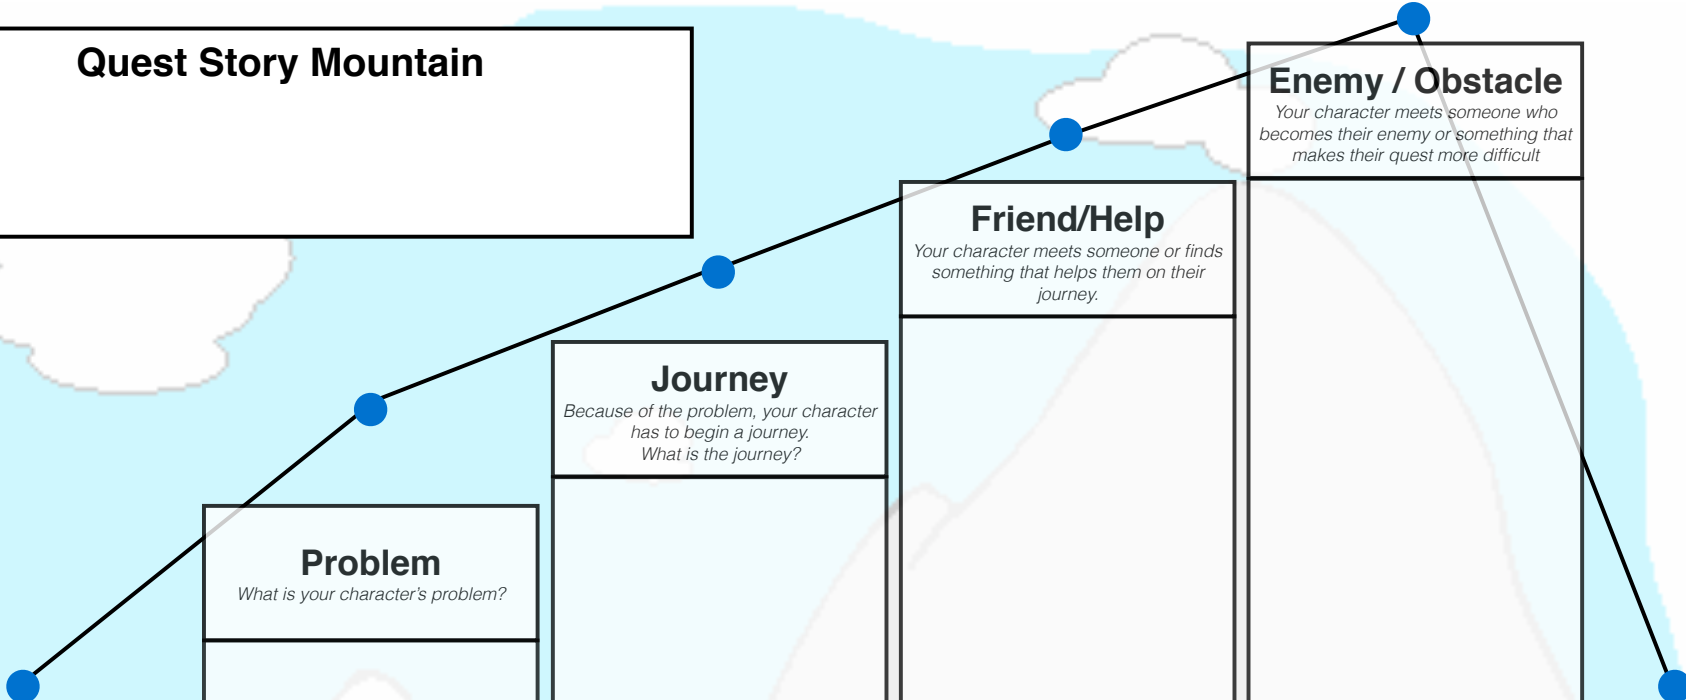 Quest Story Mountain
Enemy / Obstacle
Your character meets someone who
becomes their enemy or something that
makes their quest more difficult
Friend/Help
Your character meets someone or finds
something that helps them on their
journey.
Journey
Because of the problem, your character
has to begin a journey.
What is the journey?
Problem
What is your character’s problem?